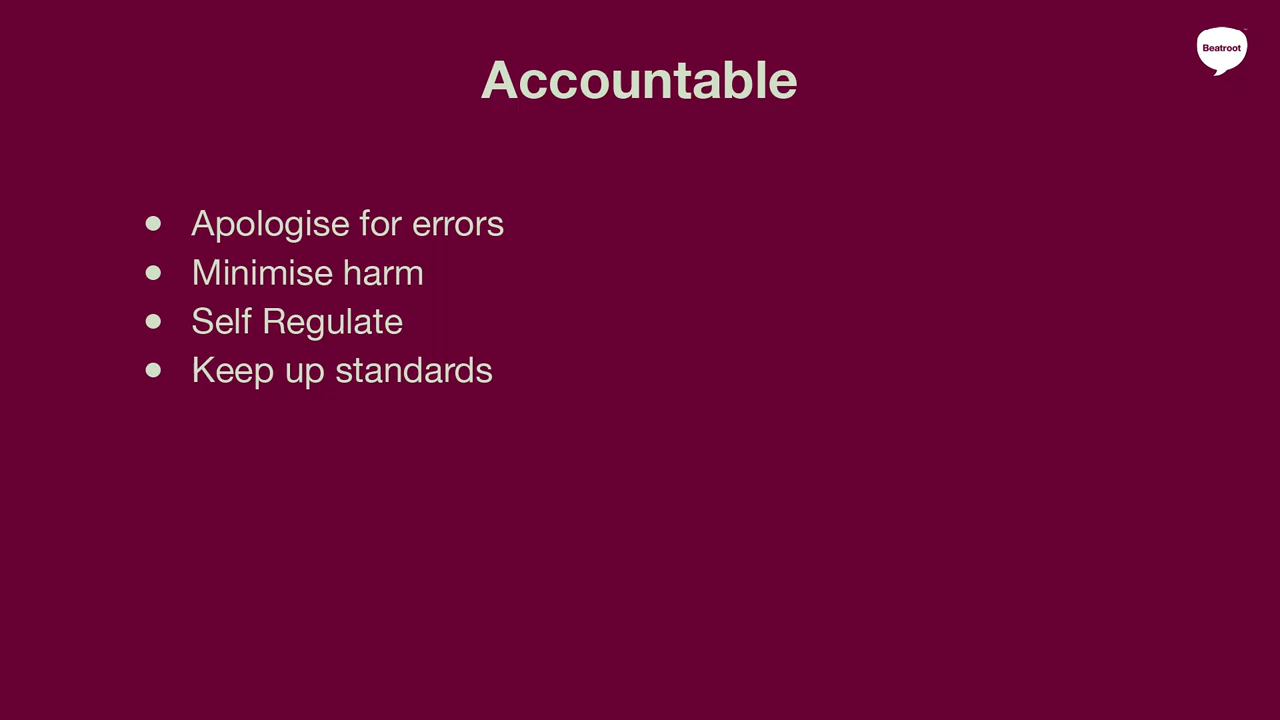 Beatroot
Accountable
● Apologise for errors
● Minimise harm
● Self Regulate
● Keep up standards